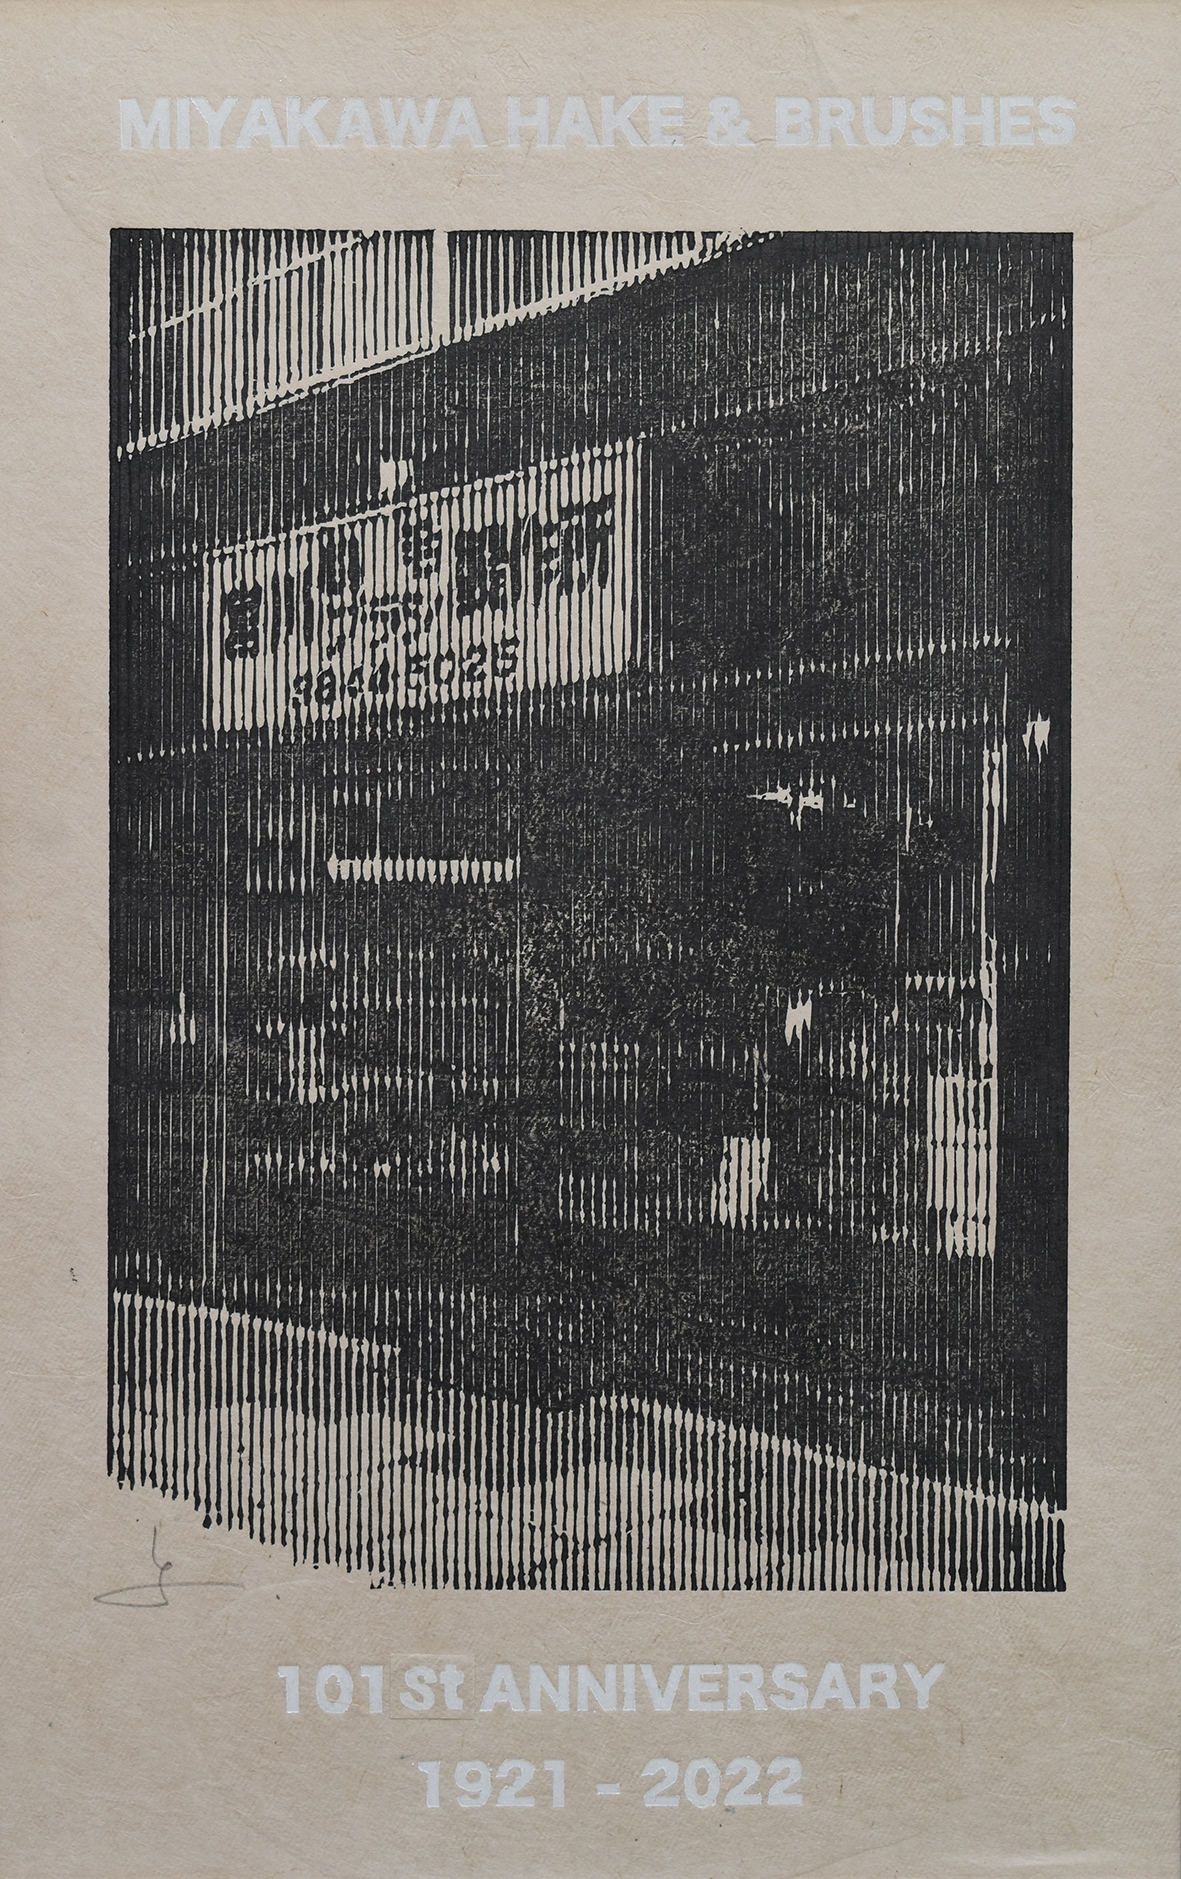 MIYAKAWA HAKE & BRUSHES
101st ANNIVERSARY
1921 - 2022